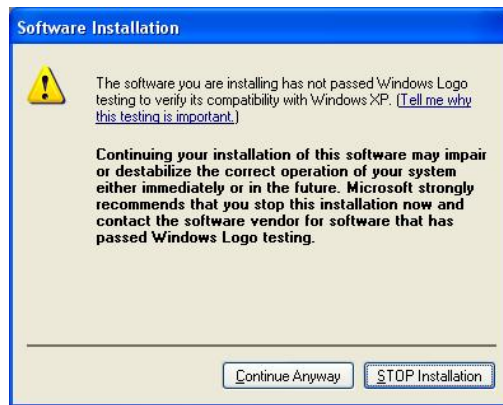 Software Installation
The software you are installing has not passed Windows Logo
testing to verify its compatibility with Windows XP. (Tell me why
this testing is important.)
Continuing your installation of this software may impair
or destabilize the correct operation of your system
either immediately or in the future. Microsoft strongly
recommends that you stop this installation now and
contact the software vendor for software that has
passed Windows Logo testing.
Continue Anyway
STOP Installation